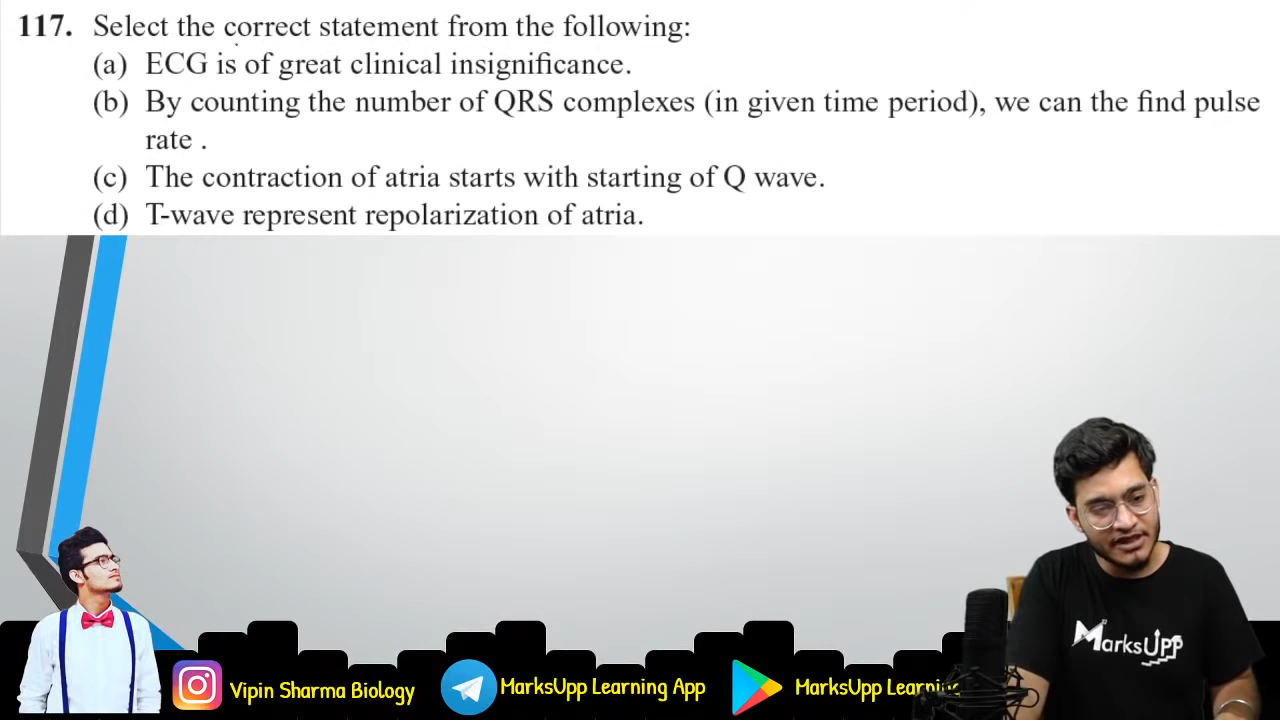 117. Select the correct statement from the following:
(a) ECG is of great clinical insignificance.
(b) By counting the number of QRS complexes (in given time period), we can the find pulse
rate .
(c) The contraction of atria starts with starting of Q wave.
(d) T-wave represent repolarization of atria.
MarksUPP
Vipin Sharma Biology
MarksUpp Learning App
MarksUpp Learning